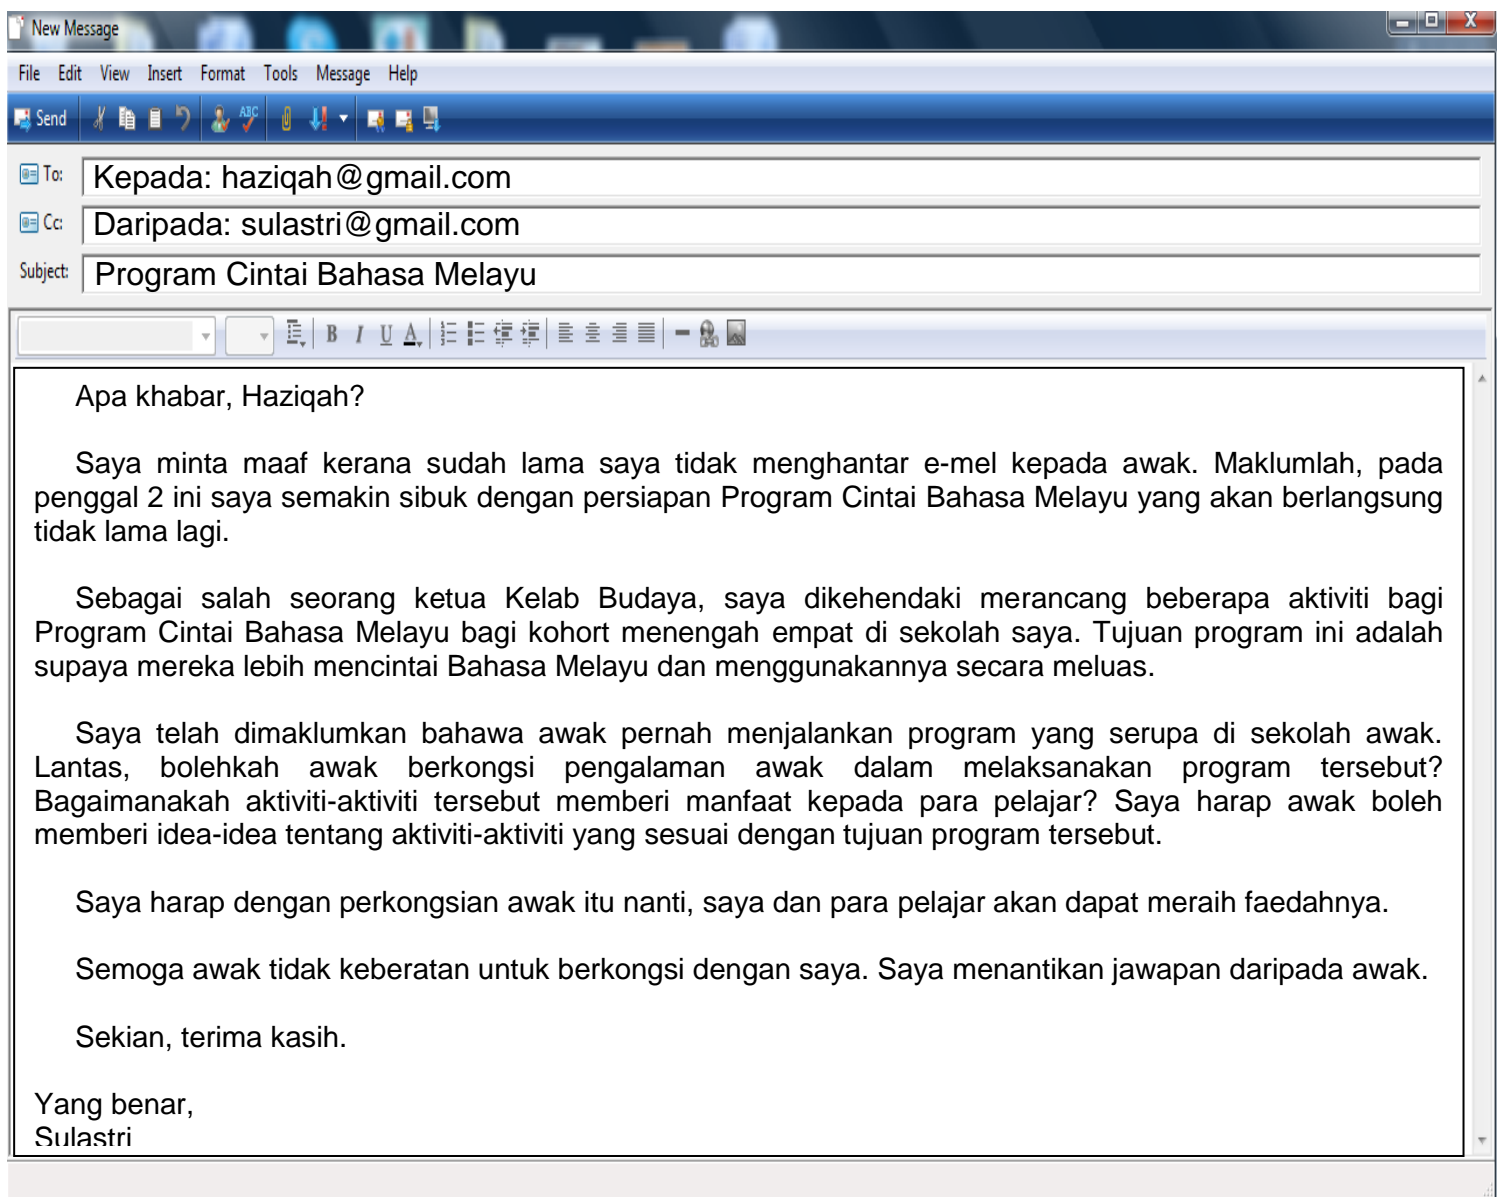 New Message
X
File Edit View Insert Format Tools Message Help
Send ABC
To: Kepada: haziqah@gmail.com
Cc: Daripada: sulastri@gmail.com
Subject: Program Cintai Bahasa Melayu
B I U A
Apa khabar, Haziqah?
Saya minta maaf kerana sudah lama saya tidak menghantar e-mel kepada awak. Maklumlah, pada
penggal 2 ini saya semakin sibuk dengan persiapan Program Cintai Bahasa Melayu yang akan berlangsung
tidak lama lagi.
Sebagai salah seorang ketua Kelab Budaya, saya dikehendaki merancang beberapa aktiviti bagi
Program Cintai Bahasa Melayu bagi kohort menengah empat di sekolah saya. Tujuan program ini adalah
supaya mereka lebih mencintai Bahasa Melayu dan menggunakannya secara meluas.
Saya telah dimaklumkan bahawa awak pernah menjalankan program yang serupa di sekolah awak.
Lantas, bolehkah awak berkongsi pengalaman awak dalam melaksanakan program tersebut?
Bagaimanakah aktiviti-aktiviti tersebut memberi manfaat kepada para pelajar? Saya harap awak boleh
memberi idea-idea tentang aktiviti-aktiviti yang sesuai dengan tujuan program tersebut.
Saya harap dengan perkongsian awak itu nanti, saya dan para pelajar akan dapat meraih faedahnya.
Semoga awak tidak keberatan untuk berkongsi dengan saya. Saya menantikan jawapan daripada awak.
Sekian, terima kasih.
Yang benar,
Sulastri